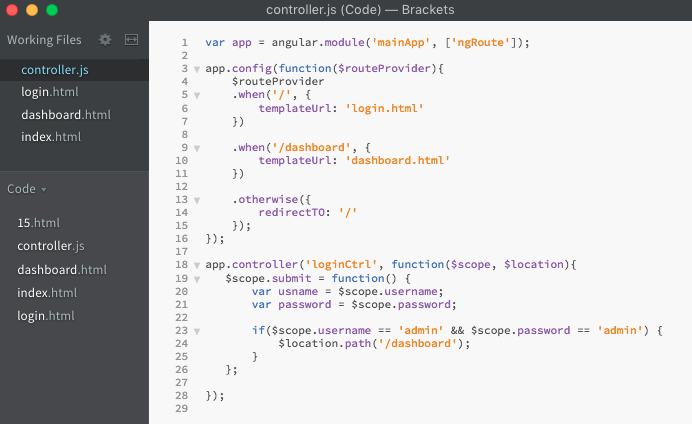 controller.js (Code) — Brackets
Working Files
controller.js
login.html
dashboard.html
index.html
Code
15.html
controller.js
dashboard.html
index.html
login.html
1 var app = angular.module('mainApp', ['ngRoute']);
2
3 app.config(function($routeProvider){
4     $routeProvider
5     .when('/', {
6         templateUrl: 'login.html'
7     })
8
9     .when('/dashboard', {
10         templateUrl: 'dashboard.html'
11     })
12
13     .otherwise({
14         redirectTO: '/'
15     });
16 });
17
18 app.controller('loginCtrl', function($scope, $location){
19    $scope.submit = function() {
20        var usname = $scope.username;
21        var password = $scope.password;
22
23        if($scope.username == 'admin' && $scope.password == 'admin') {
24            $location.path('/dashboard');
25        }
26    };
27
28 });
29